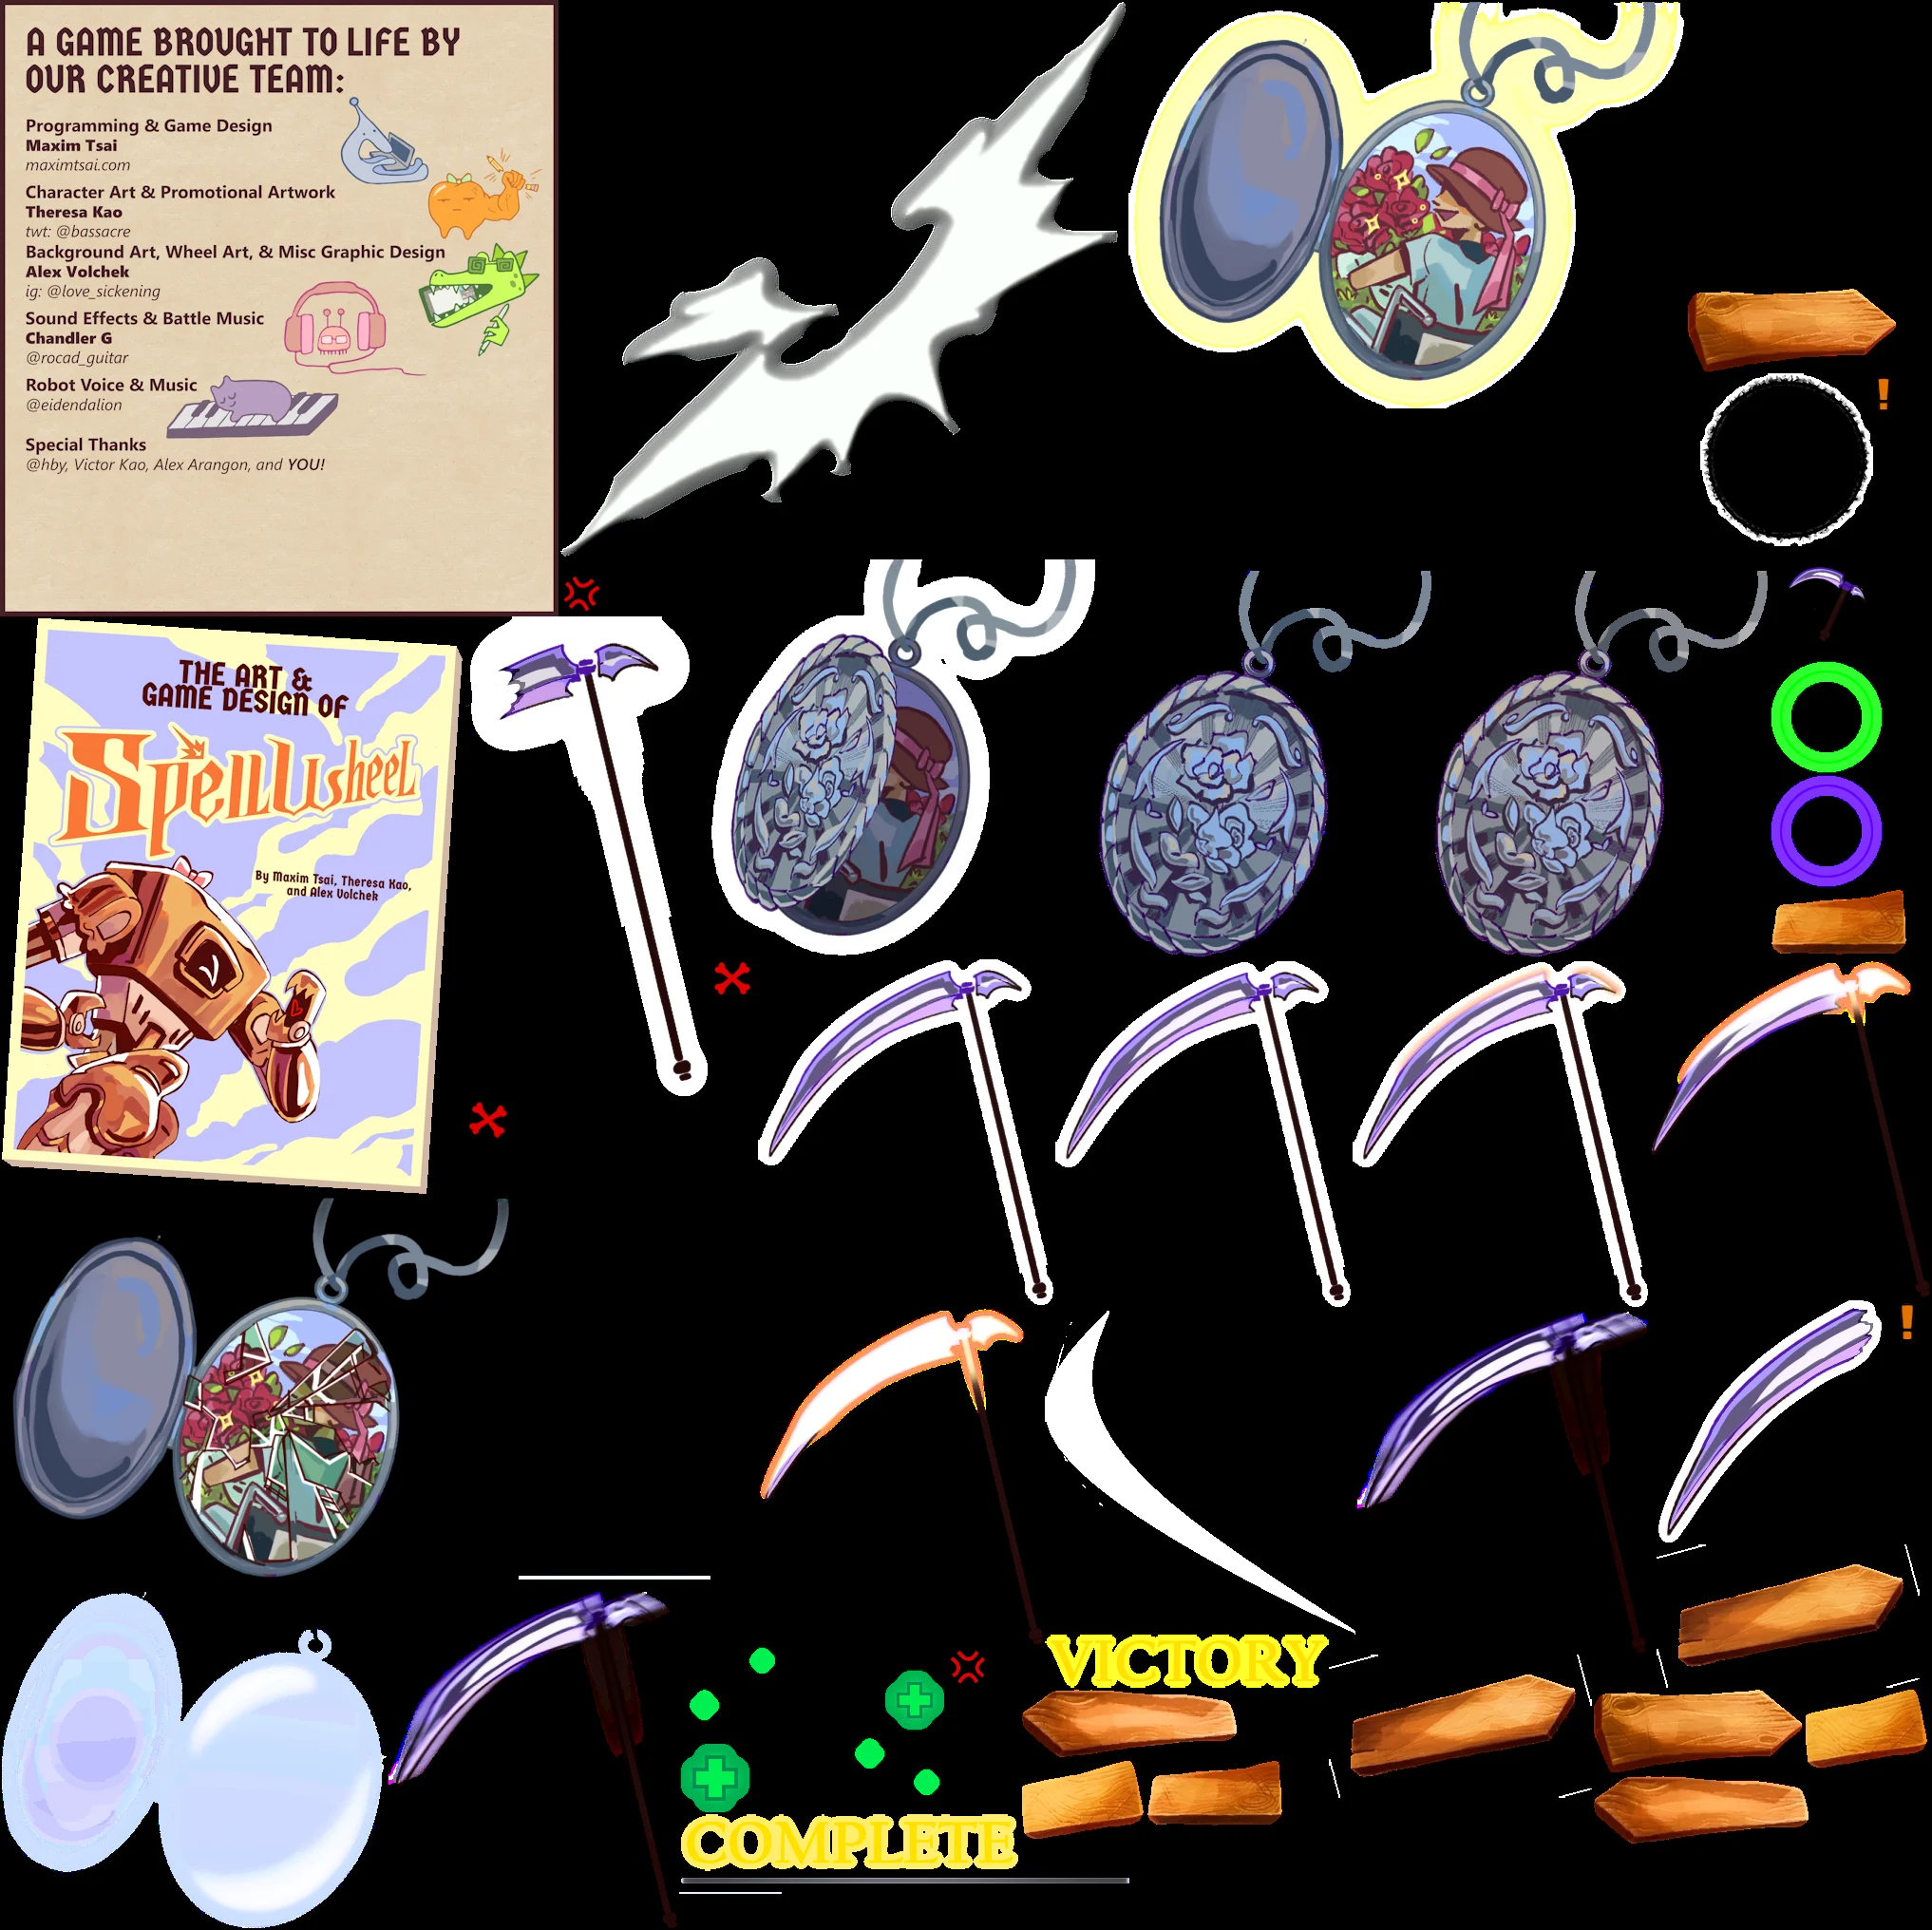 A GAME BROUGHT TO LIFE BY
OUR CREATIVE TEAM:
Programming & Game Design
Maxim Tsai
maximtsai.com
Character Art & Promotional Artwork
Theresa Kao
twt: @bassacre
Background Art, Wheel Art, & Misc Graphic Design
Alex Volchek
ig: @love_sickening
Sound Effects & Battle Music
Chandler G
@rocad_guitar
Robot Voice & Music
@eidendalion
Special Thanks
@hby, Victor Kao, Alex Arangon, and YOU!
!
THE ART &
GAME DESIGN OF
Spellwheel
By Maxim Tsai, Theresa Kao,
and Alex Volchek
!
VICTORY
COMPLETE